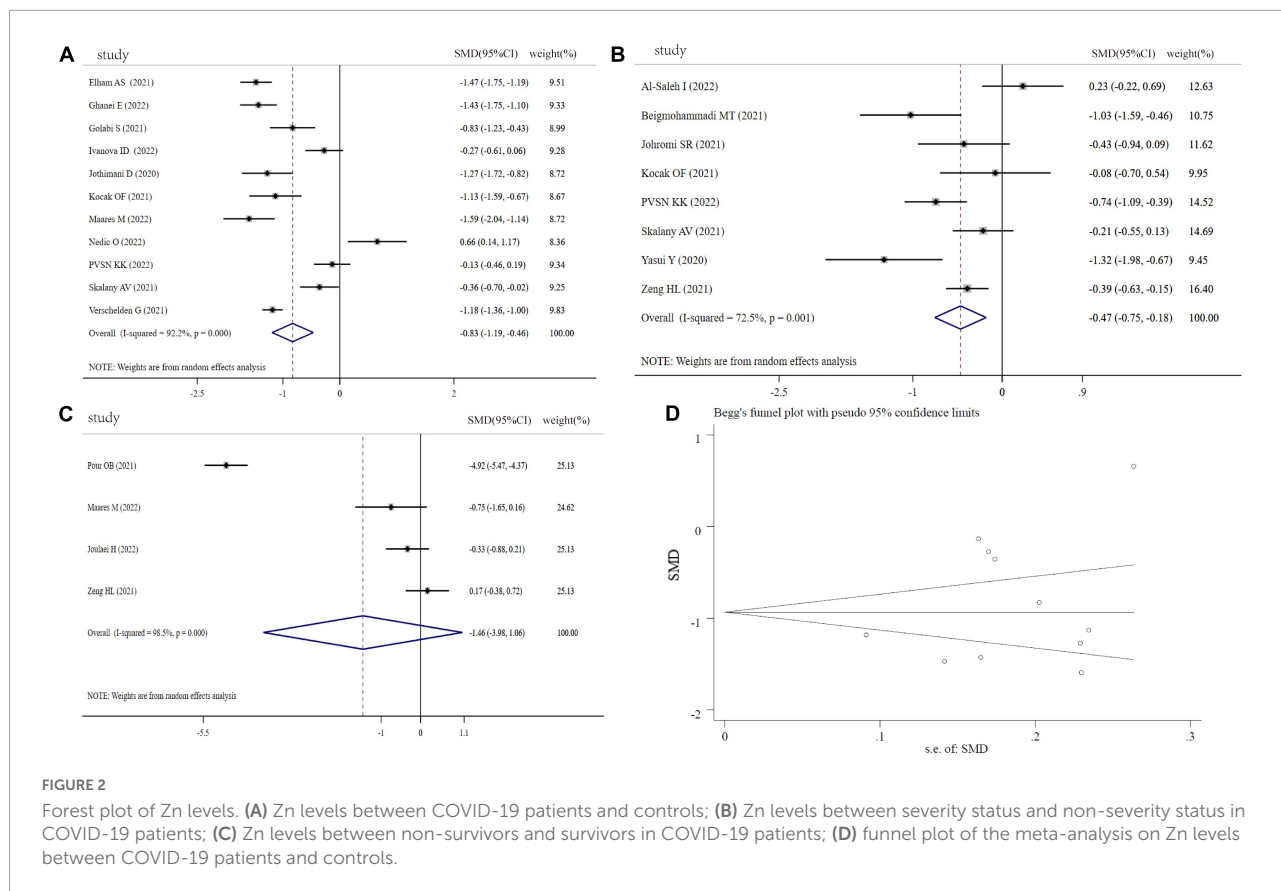 A
study
SMD(95%CI) weight(%)
Elham AS (2021) -1.47 (-1.75, -1.19) 9.51
Ghanei E (2022) -1.43 (-1.75, -1.10) 9.33
Golabi S (2021) -0.83 (-1.23, -0.43) 8.99
Ivanova ID (2022) -0.27 (-0.61, 0.06) 9.28
Jothimani D (2020) -1.27 (-1.72, -0.82) 8.72
Kocak OF (2021) -1.13 (-1.59, -0.67) 8.67
Maares M (2022) -1.59 (-2.04, -1.14) 8.72
Nedic O (2022) 0.66 (0.14, 1.17) 8.36
PVSN KK (2022) -0.13 (-0.46, 0.19) 9.34
Skalany AV (2021) -0.36 (-0.70, -0.02) 9.25
Verschelden G (2021) -1.18 (-1.36, -1.00) 9.83
Overall (I-squared = 92.2%, p = 0.000) -0.83 (-1.19, -0.46) 100.00
NOTE: Weights are from random effects analysis
-2.5 -1 0 2
B
study
SMD(95%CI) weight(%)
Al-Saleh I (2022) 0.23 (-0.22, 0.69) 12.63
Beigmohammadi MT (2021) -1.03 (-1.59, -0.46) 10.75
Johromi SR (2021) -0.43 (-0.94, 0.09) 11.62
Kocak OF (2021) -0.08 (-0.70, 0.54) 9.95
PVSN KK (2022) -0.74 (-1.09, -0.39) 14.52
Skalany AV (2021) -0.21 (-0.55, 0.13) 14.69
Yasui Y (2020) -1.32 (-1.98, -0.67) 9.45
Zeng HL (2021) -0.39 (-0.63, -0.15) 16.40
Overall (I-squared = 72.5%, p = 0.001) -0.47 (-0.75, -0.18) 100.00
NOTE: Weights are from random effects analysis
-2.5 -1 0 .9
C
study
SMD(95%CI) weight(%)
Pour OB (2021) -4.92 (-5.47, -4.37) 25.13
Maares M (2022) -0.75 (-1.65, 0.16) 24.62
Joulaei H (2022) -0.33 (-0.88, 0.21) 25.13
Zeng HL (2021) 0.17 (-0.38, 0.72) 25.13
Overall (I-squared = 98.5%, p = 0.000) -1.46 (-3.98, 1.06) 100.00
NOTE: Weights are from random effects analysis
-5.5 -1 0 1.1
D
Begg's funnel plot with pseudo 95% confidence limits
1
0
-1
-2
SMD
0 .1 .2 .3
s.e. of: SMD
FIGURE 2
Forest plot of Zn levels. (A) Zn levels between COVID-19 patients and controls; (B) Zn levels between severity status and non-severity status in
COVID-19 patients; (C) Zn levels between non-survivors and survivors in COVID-19 patients; (D) funnel plot of the meta-analysis on Zn levels
between COVID-19 patients and controls.